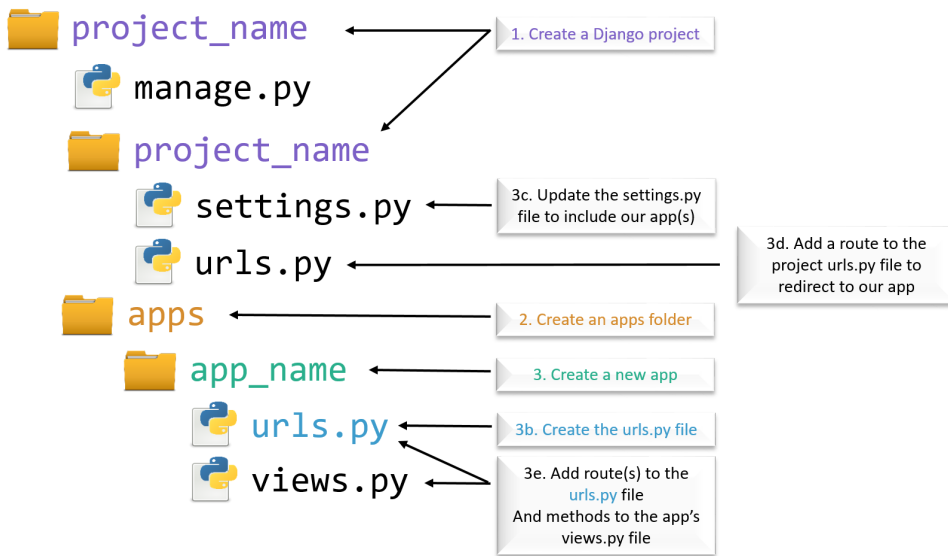 project_name
1. Create a Django project
manage.py
project_name
settings.py
3c. Update the settings.py
file to include our app(s)
urls.py
3d. Add a route to the
project urls.py file to
redirect to our app
apps
2. Create an apps folder
app_name
3. Create a new app
urls.py
3b. Create the urls.py file
views.py
3e. Add route(s) to the
urls.py file
And methods to the app’s
views.py file